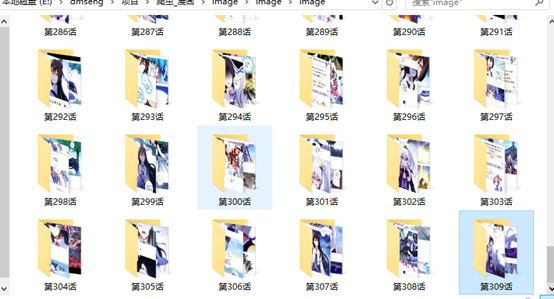 本地磁盘 (E:) > dmseng > 项目 > 爬虫_漫画 > image > image > image
搜索"image"
第286话 第287话 第288话 第289话 第290话 第291话
第292话 第293话 第294话 第295话 第296话 第297话
第298话 第299话 第300话 第301话 第302话 第303话
第304话 第305话 第306话 第307话 第308话 第309话